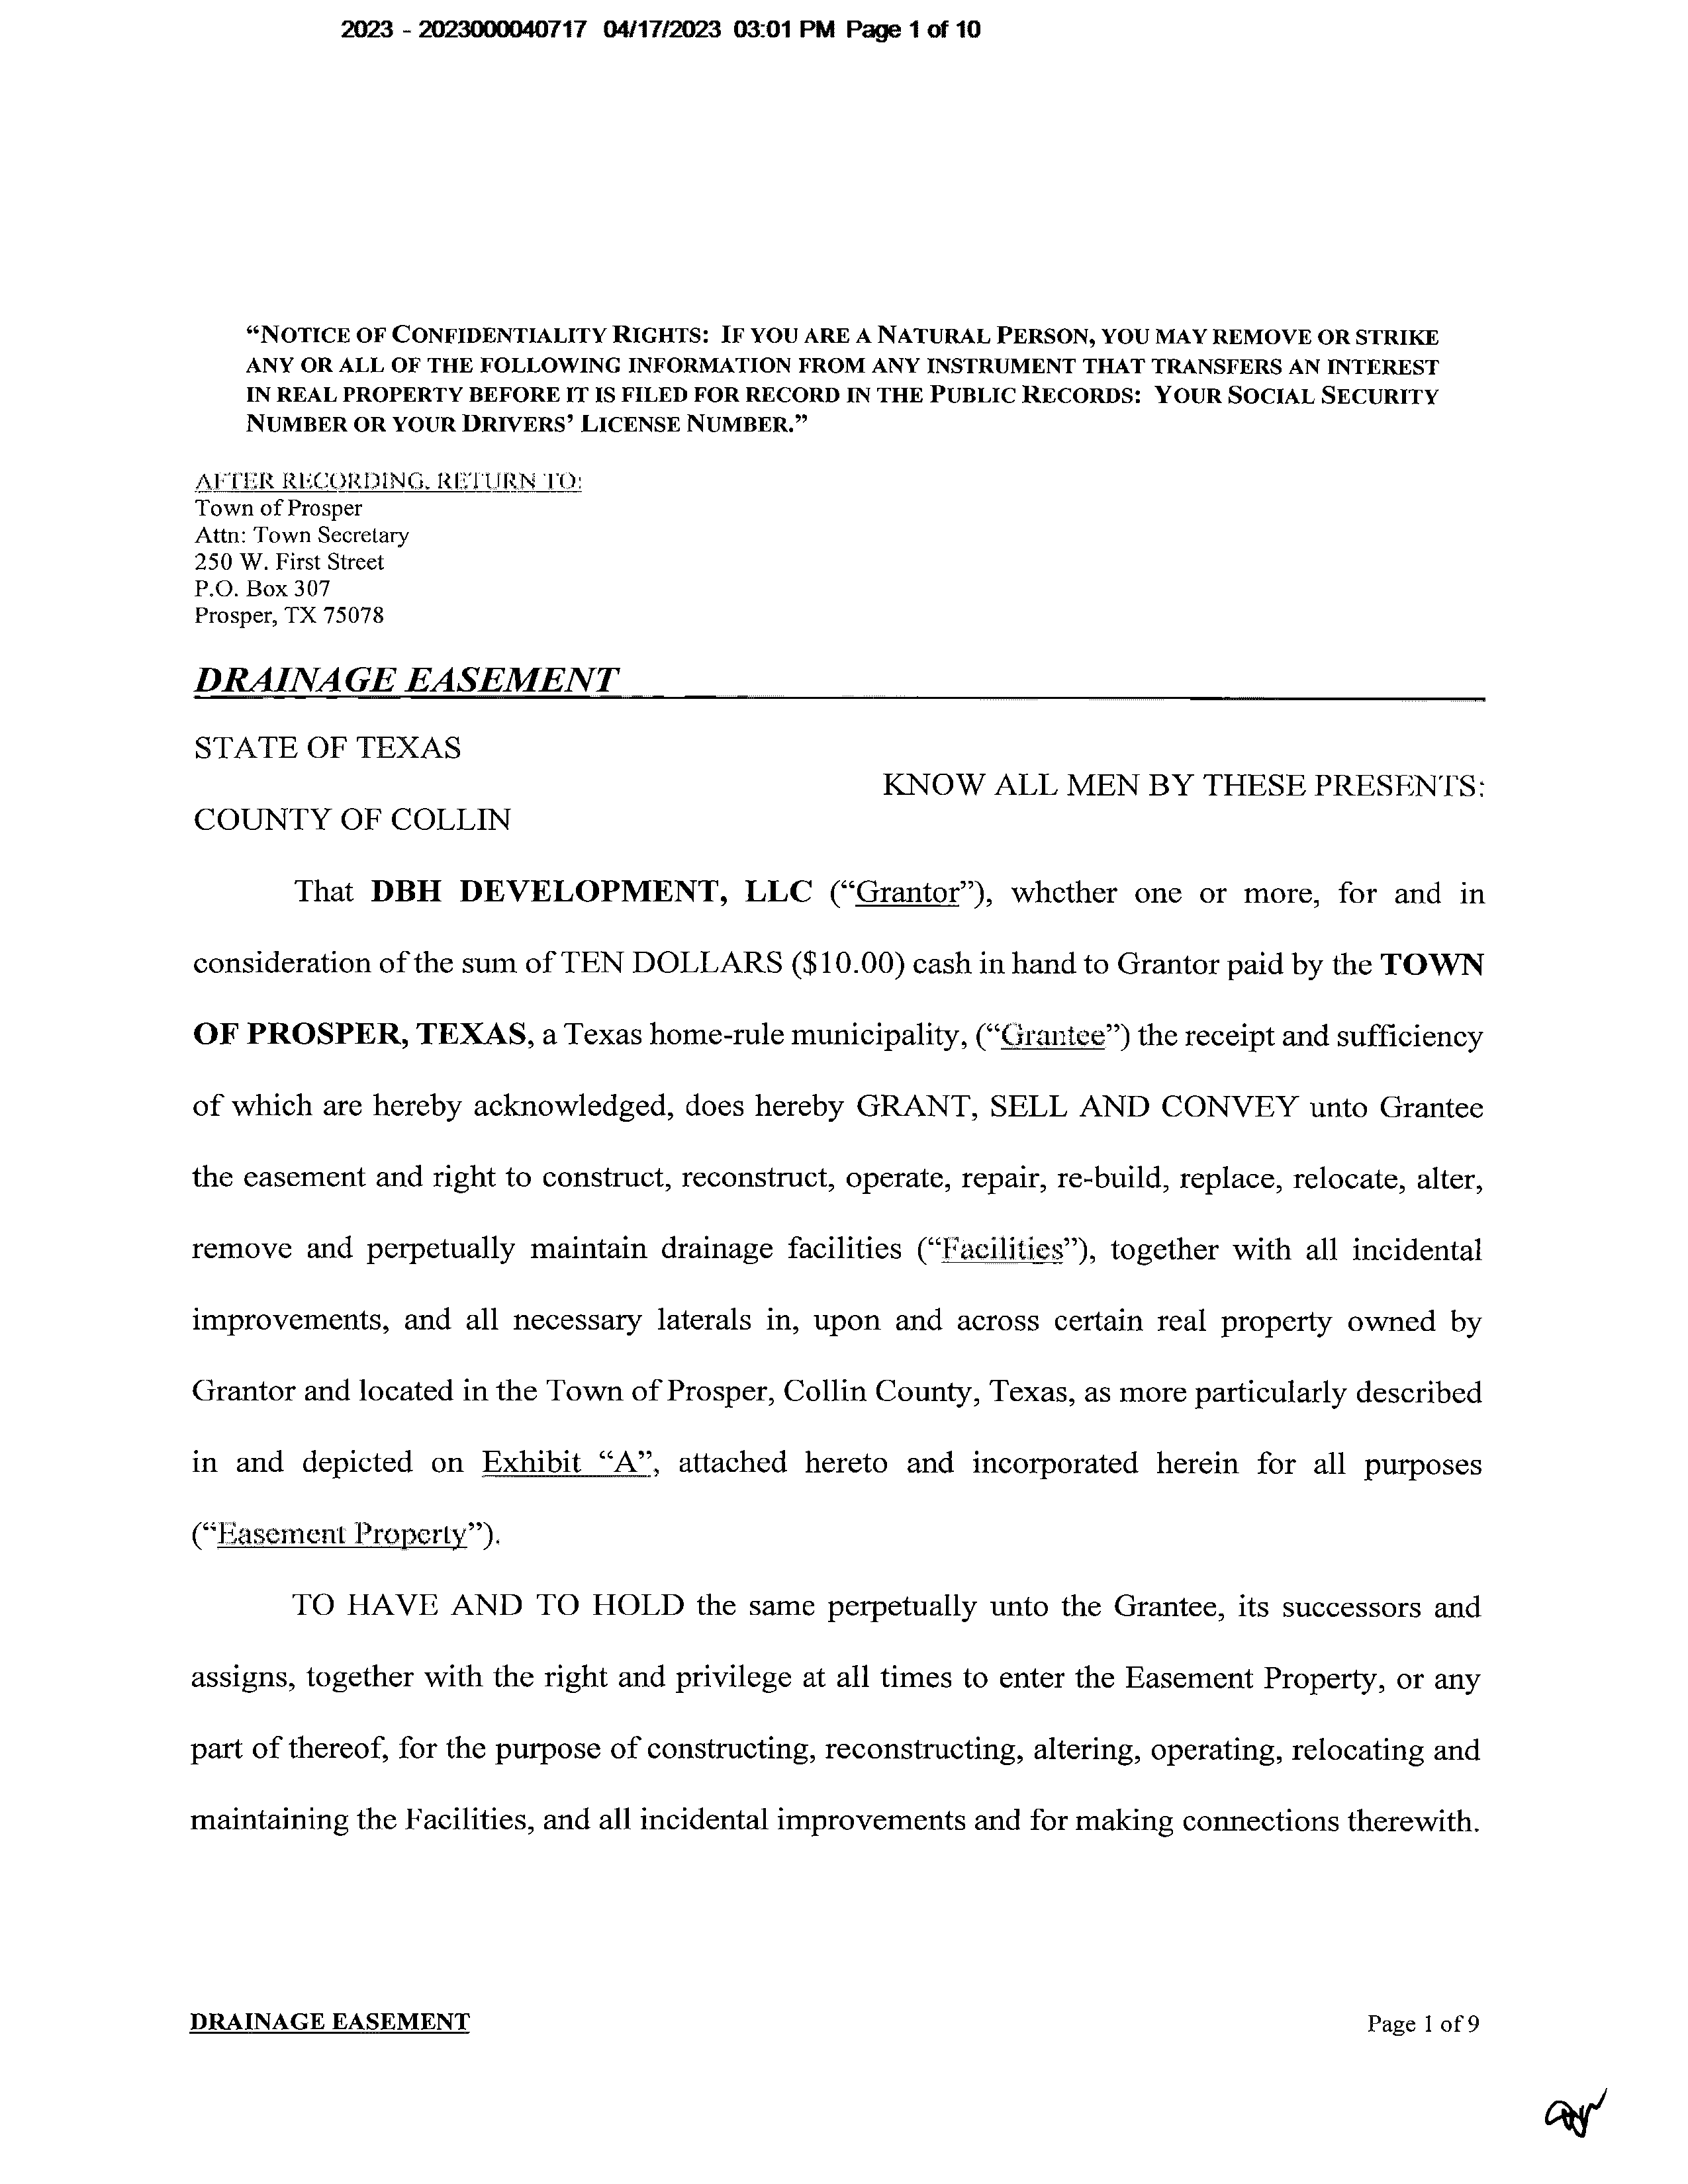 2023 - 2023000040717 04/17/2023 03:01 PM Page 1 of 10
“NOTICE OF CONFIDENTIALITY RIGHTS: IF YOU ARE A NATURAL PERSON, YOU MAY REMOVE OR STRIKE
ANY OR ALL OF THE FOLLOWING INFORMATION FROM ANY INSTRUMENT THAT TRANSFERS AN INTEREST
IN REAL PROPERTY BEFORE IT IS FILED FOR RECORD IN THE PUBLIC RECORDS: YOUR SOCIAL SECURITY
NUMBER OR YOUR DRIVERS’ LICENSE NUMBER.”
AFTER RECORDING, RETURN TO:
Town of Prosper
Attn: Town Secretary
250 W. First Street
P.O. Box 307
Prosper, TX 75078
DRAINAGE EASEMENT
STATE OF TEXAS
KNOW ALL MEN BY THESE PRESENTS:
COUNTY OF COLLIN
That DBH DEVELOPMENT, LLC (“Grantor”), whether one or more, for and in
consideration of the sum of TEN DOLLARS ($10.00) cash in hand to Grantor paid by the TOWN
OF PROSPER, TEXAS, a Texas home-rule municipality, (“Grantee”) the receipt and sufficiency
of which are hereby acknowledged, does hereby GRANT, SELL AND CONVEY unto Grantee
the easement and right to construct, reconstruct, operate, repair, re-build, replace, relocate, alter,
remove and perpetually maintain drainage facilities (“Facilities”), together with all incidental
improvements, and all necessary laterals in, upon and across certain real property owned by
Grantor and located in the Town of Prosper, Collin County, Texas, as more particularly described
in and depicted on Exhibit “A”, attached hereto and incorporated herein for all purposes
(“Easement Property”).
TO HAVE AND TO HOLD the same perpetually unto the Grantee, its successors and
assigns, together with the right and privilege at all times to enter the Easement Property, or any
part of thereof, for the purpose of constructing, reconstructing, altering, operating, relocating and
maintaining the Facilities, and all incidental improvements and for making connections therewith.
DRAINAGE EASEMENT
Page 1 of 9